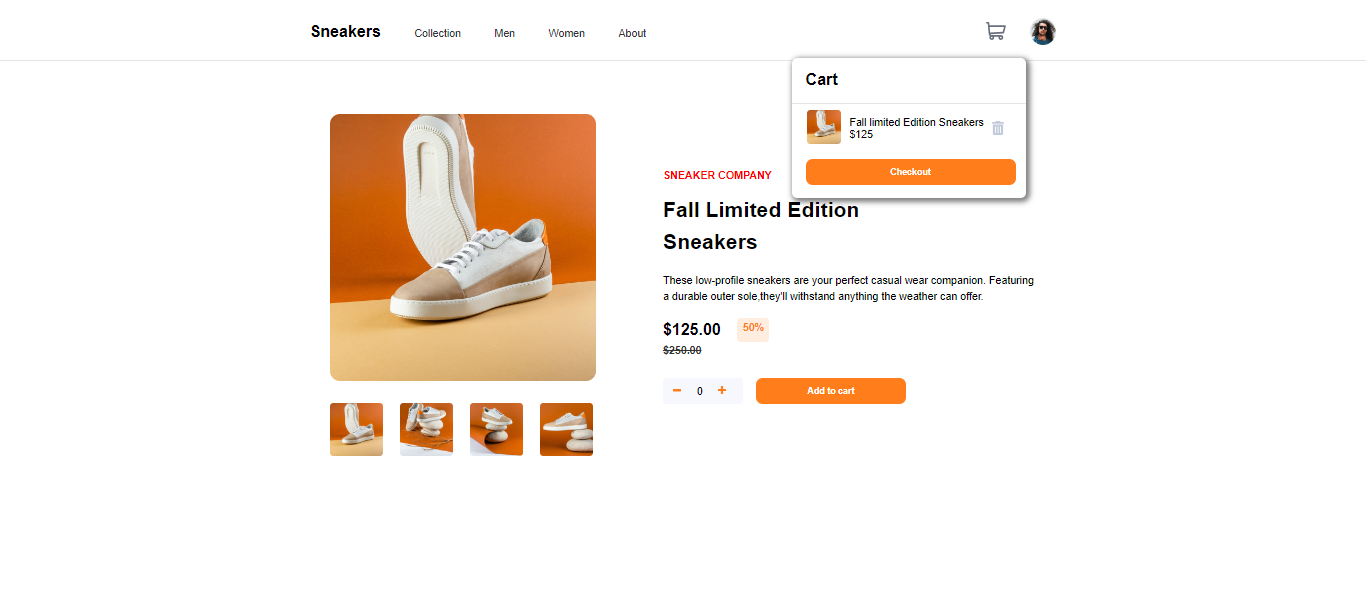 Sneakers
Collection
Men
Women
About
Cart
Fall limited Edition Sneakers
$125
Checkout
SNEAKER COMPANY
Fall Limited Edition
Sneakers
These low-profile sneakers are your perfect casual wear companion. Featuring
a durable outer sole,they'll withstand anything the weather can offer.
$125.00
50%
$250.00
− 0 +
Add to cart